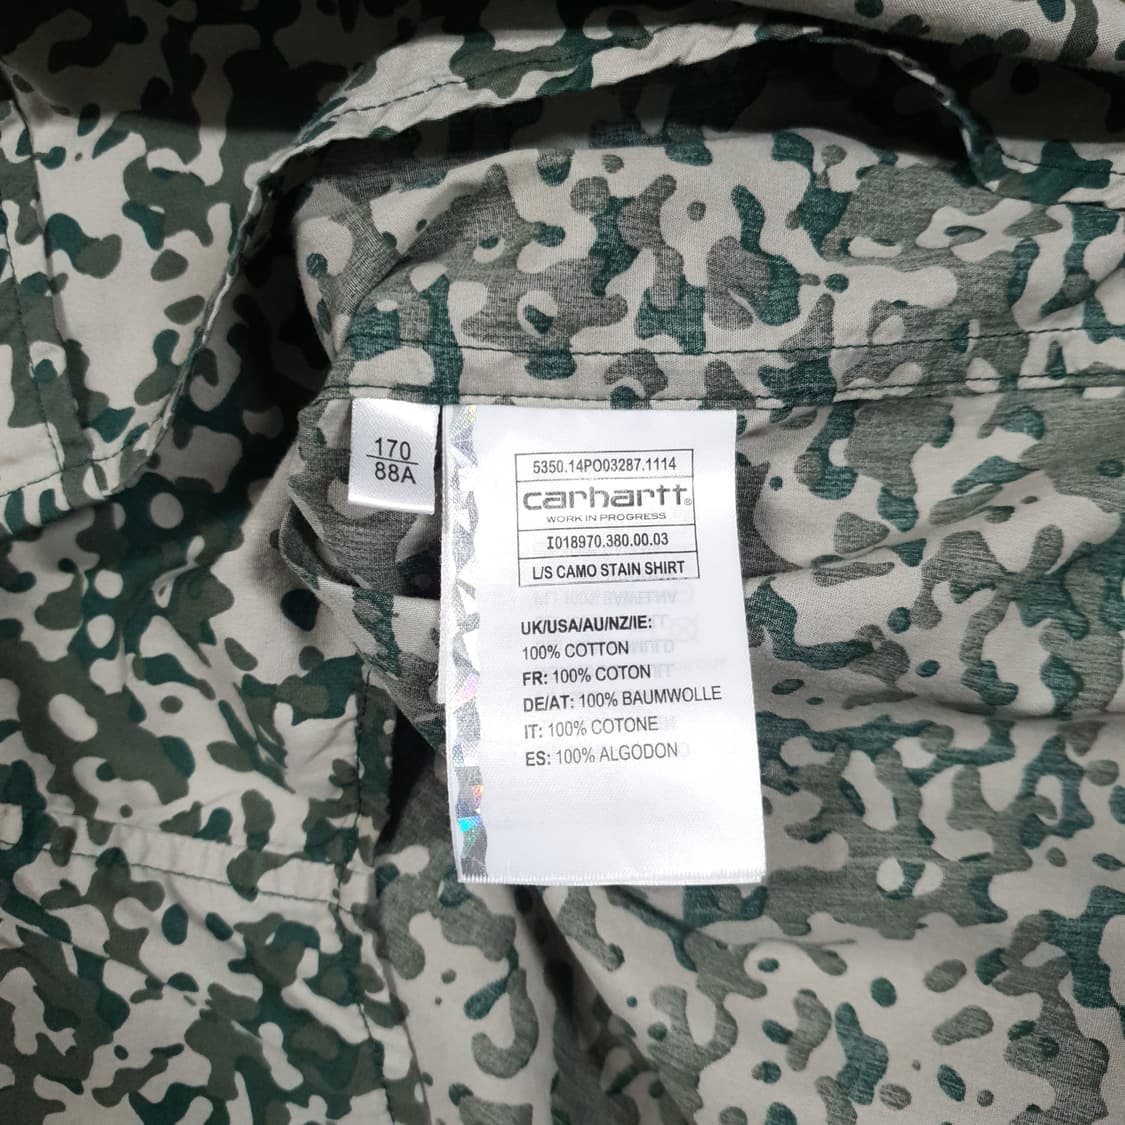 170
88A
5350.14PO03287.1114
carhartt®
WORK IN PROGRESS
I018970.380.00.03
L/S CAMO STAIN SHIRT
UK/USA/AU/NZ/IE:
100% COTTON
FR: 100% COTON
DE/AT: 100% BAUMWOLLE
IT: 100% COTONE
ES: 100% ALGODON